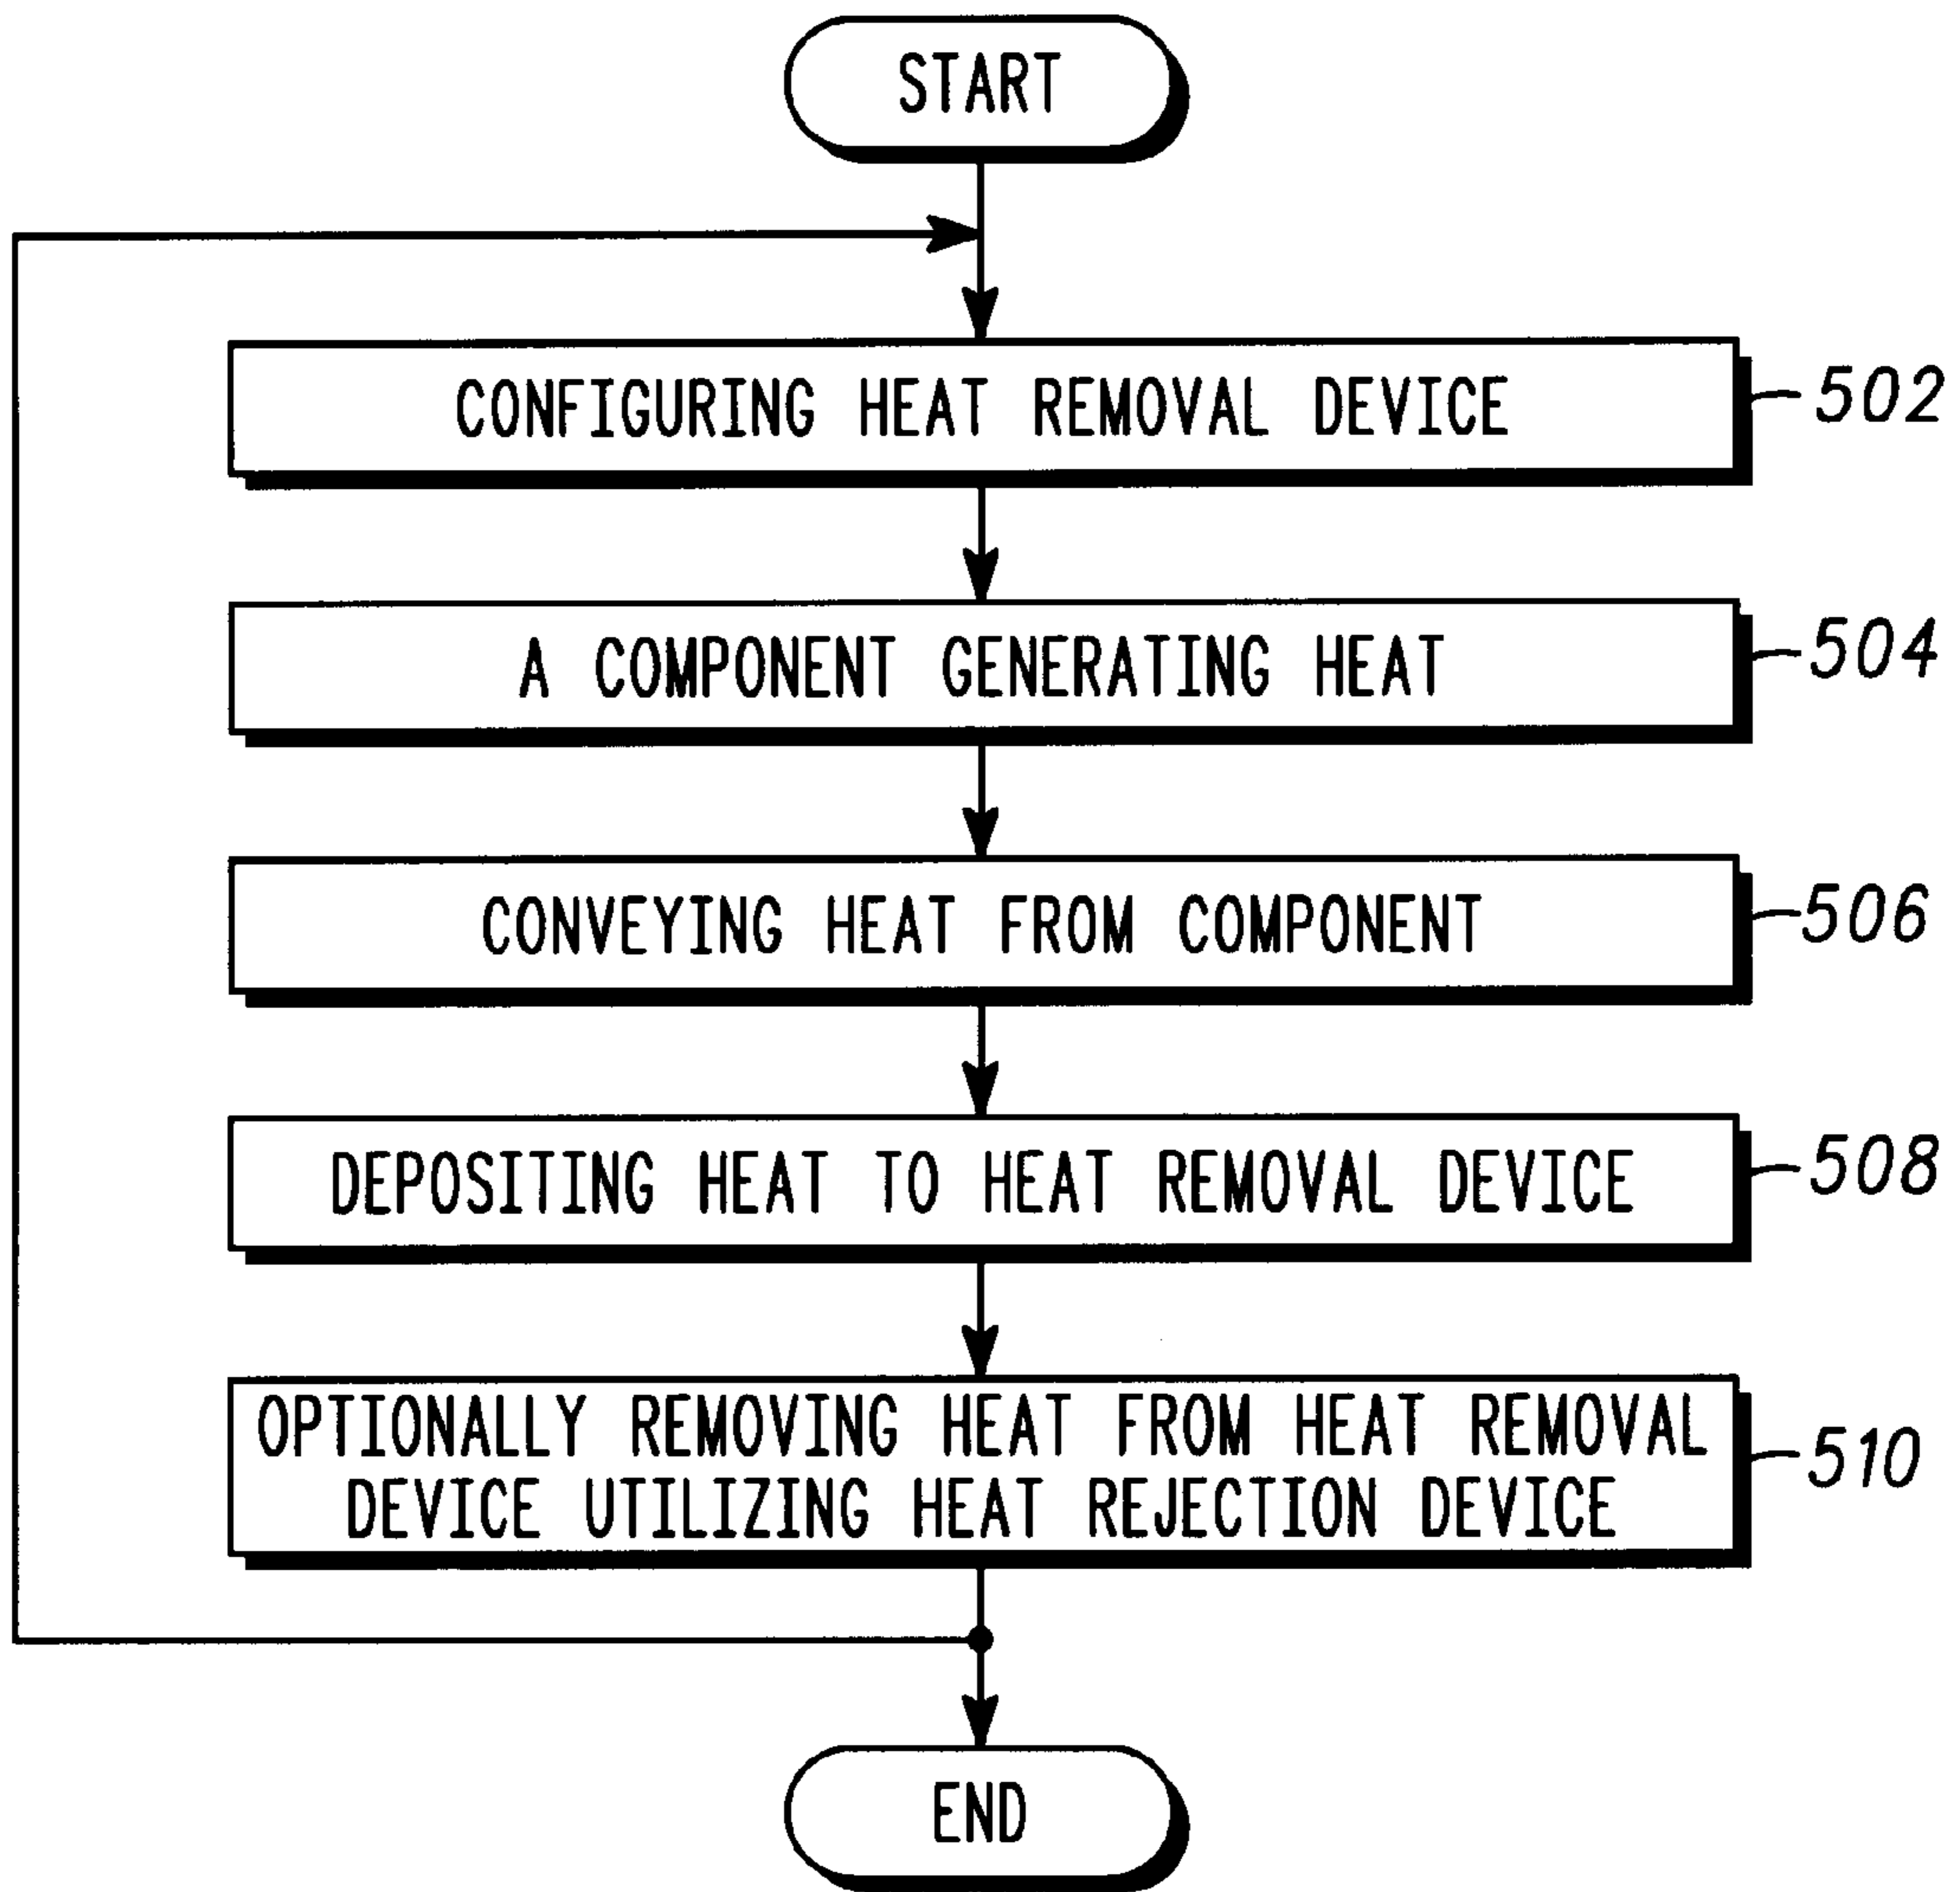 START
CONFIGURING HEAT REMOVAL DEVICE
502
A COMPONENT GENERATING HEAT
504
CONVEYING HEAT FROM COMPONENT
506
DEPOSITING HEAT TO HEAT REMOVAL DEVICE
508
OPTIONALLY REMOVING HEAT FROM HEAT REMOVAL
DEVICE UTILIZING HEAT REJECTION DEVICE
510
END